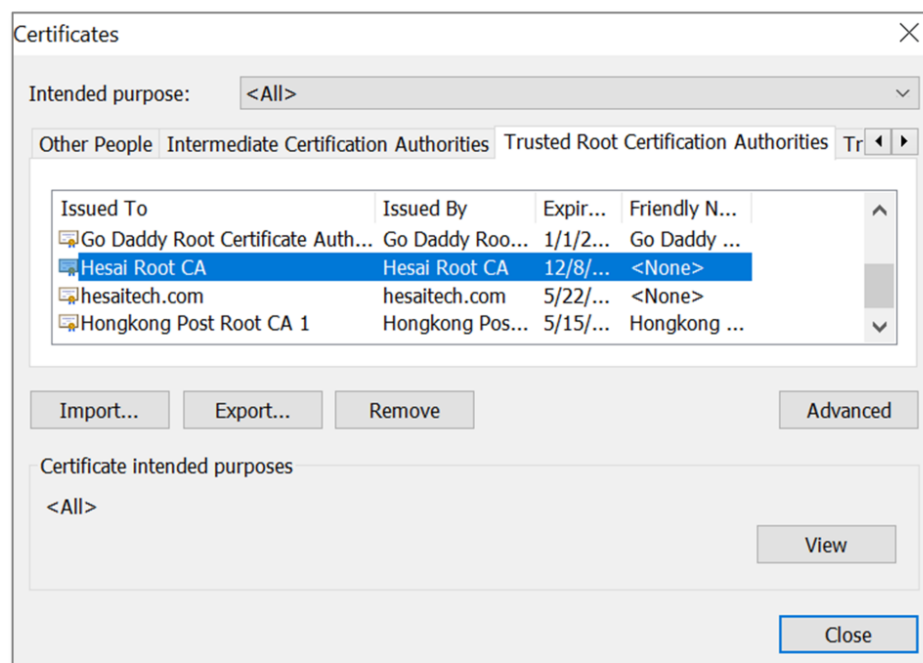 Certificates
Intended purpose: <All>
Other People Intermediate Certification Authorities Trusted Root Certification Authorities Tr
Issued To Issued By Expir... Friendly N...
Go Daddy Root Certificate Auth... Go Daddy Roo... 1/1/2... Go Daddy ...
Hesai Root CA Hesai Root CA 12/8/... <None>
hesaitech.com hesaitech.com 5/22/... <None>
Hongkong Post Root CA 1 Hongkong Pos... 5/15/... Hongkong ...
Import... Export... Remove Advanced
Certificate intended purposes
<All>
View
Close